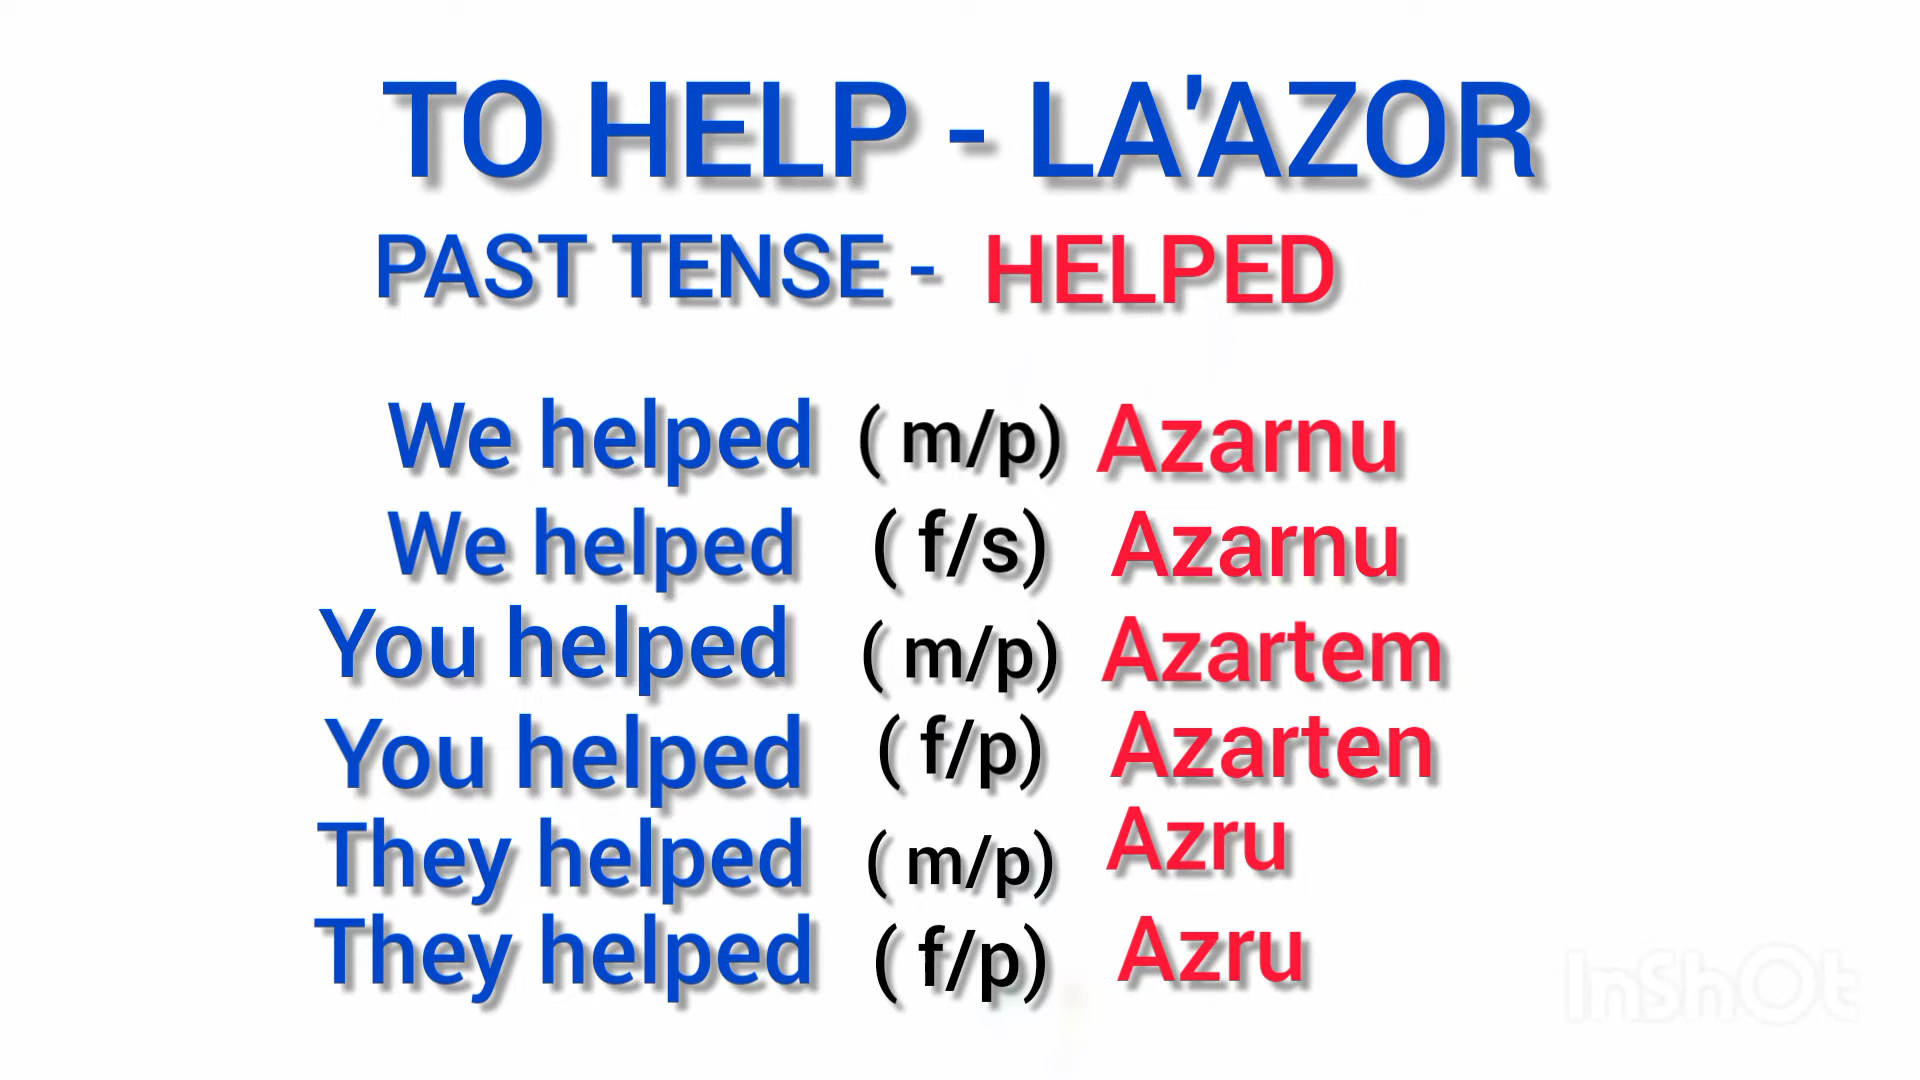 TO HELP - LA'AZOR
PAST TENSE - HELPED
We helped ( m/p) Azarnu
We helped ( f/s) Azarnu
You helped ( m/p) Azartem
You helped ( f/p) Azarten
They helped ( m/p) Azru
They helped ( f/p) Azru
InShOt